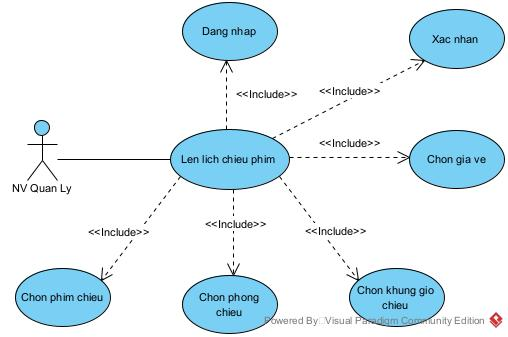 Dang nhap
Xac nhan
<<Include>>
<<Include>>
Len lich chieu phim
<<Include>>
Chon gia ve
NV Quan Ly
<<Include>>
<<Include>>
<<Include>>
Chon phim chieu
Chon phong
chieu
Chon khung gio
chieu
Powered By Visual Paradigm Community Edition